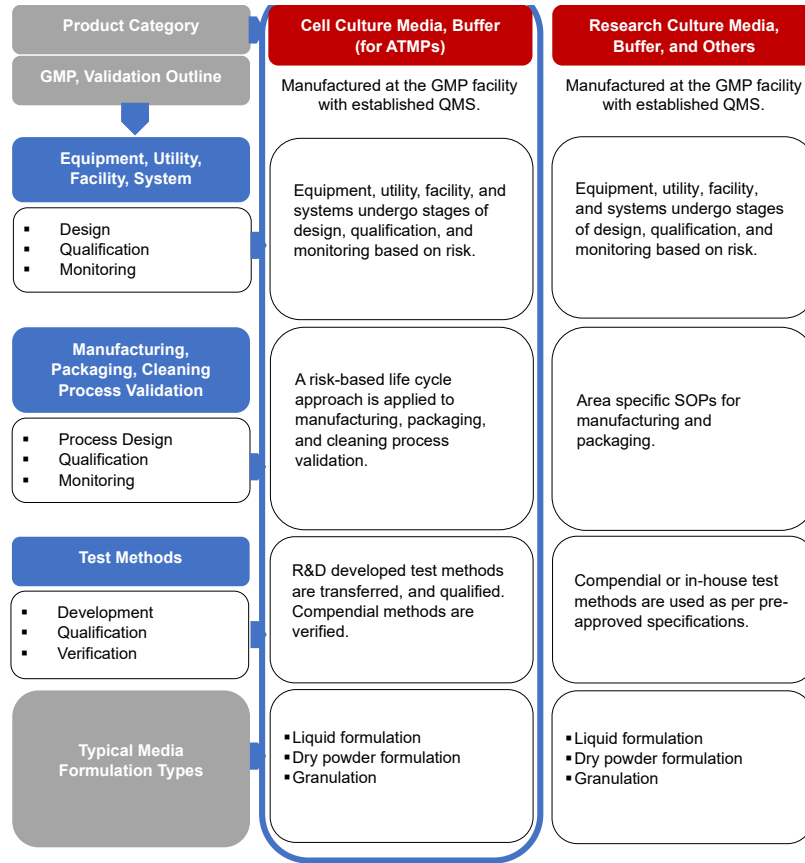 Product Category
Cell Culture Media, Buffer
(for ATMPs)
Research Culture Media,
Buffer, and Others
GMP, Validation Outline
Manufactured at the GMP facility
with established QMS.
Manufactured at the GMP facility
with established QMS.
Equipment, Utility,
Facility, System
▪ Design
▪ Qualification
▪ Monitoring
Equipment, utility, facility, and
systems undergo stages of
design, qualification, and
monitoring based on risk.
Equipment, utility, facility,
and systems undergo stages
of design, qualification, and
monitoring based on risk.
Manufacturing,
Packaging, Cleaning
Process Validation
▪ Process Design
▪ Qualification
▪ Monitoring
A risk-based life cycle
approach is applied to
manufacturing, packaging,
and cleaning process
validation.
Area specific SOPs for
manufacturing and
packaging.
Test Methods
▪ Development
▪ Qualification
▪ Verification
R&D developed test methods
are transferred, and qualified.
Compendial methods are
verified.
Compendial or in-house test
methods are used as per pre-
approved specifications.
Typical Media
Formulation Types
▪ Liquid formulation
▪ Dry powder formulation
▪ Granulation
▪ Liquid formulation
▪ Dry powder formulation
▪ Granulation